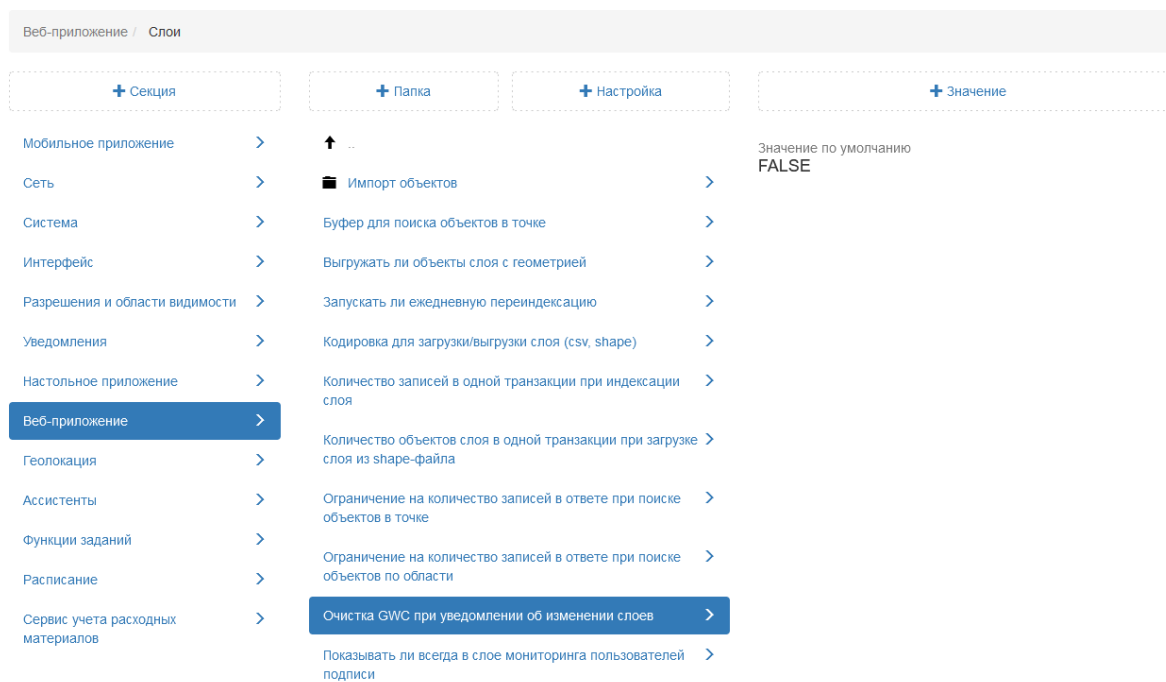 Веб-приложение / Слои
+ Секция
+ Папка
+ Настройка
+ Значение
Мобильное приложение
Сеть
Система
Интерфейс
Разрешения и области видимости
Уведомления
Настольное приложение
Веб-приложение
Геолокация
Ассистенты
Функции заданий
Расписание
Сервис учета расходных
материалов
..
Импорт объектов
Буфер для поиска объектов в точке
Выгружать ли объекты слоя с геометрией
Запускать ли ежедневную переиндексацию
Кодировка для загрузки/выгрузки слоя (csv, shape)
Количество записей в одной транзакции при индексации
слоя
Количество объектов слоя в одной транзакции при загрузке
слоя из shape-файла
Ограничение на количество записей в ответе при поиске
объектов в точке
Ограничение на количество записей в ответе при поиске
объектов по области
Очистка GWC при уведомлении об изменении слоев
Показывать ли всегда в слое мониторинга пользователей
подписи
Значение по умолчанию
FALSE